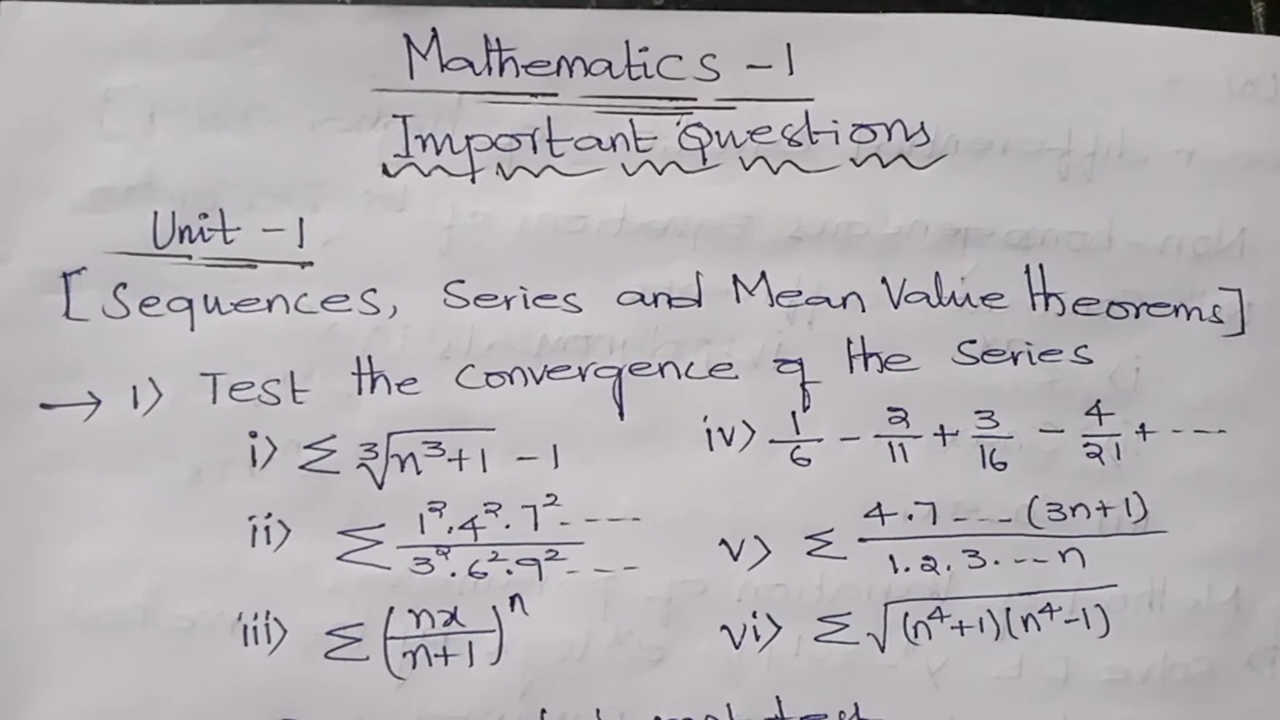 Mathematics - 1
Important Questions
Unit - 1
[Sequences, Series and Mean Value theorems]
→ 1) Test the convergence of the series
i) Σ ∛(n³+1) - 1
iv) 1/6 - 2/11 + 3/16 - 4/21 + ----
ii) Σ 1².4².7²----- / 3².6².9²----
v) Σ 4.7----(3n+1) / 1.2.3.---n
iii) Σ (nx/n+1)ⁿ
vi) Σ √(n⁴+1)(n⁴-1)
test